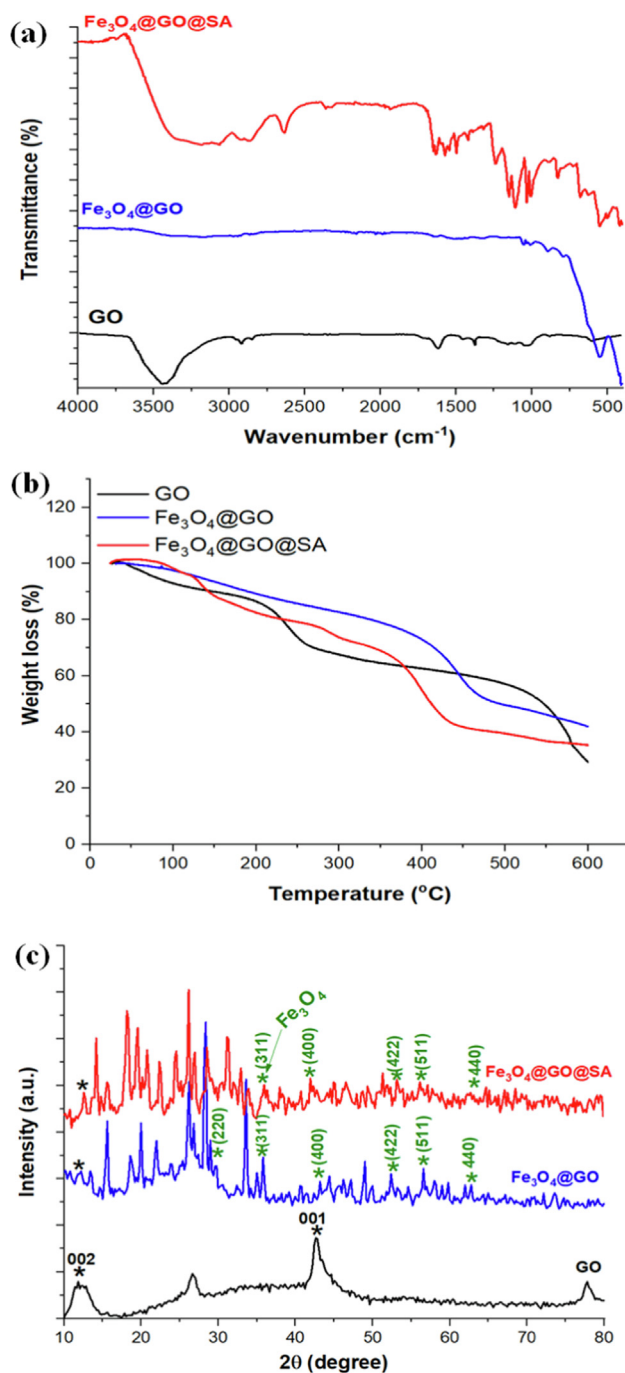 (a)
Fe₃O₄@GO@SA
Fe₃O₄@GO
GO
Transmittance (%)
4000 3500 3000 2500 2000 1500 1000 500
Wavenumber (cm⁻¹)
(b)
GO
Fe₃O₄@GO
Fe₃O₄@GO@SA
Weight loss (%)
120
100
80
60
40
20
0
0 100 200 300 400 500 600
Temperature (°C)
(c)
Fe₃O₄
*
*(311)
*(400)
*(422)
*(511)
* 440)
Fe₃O₄@GO@SA
*
*(220)
*(311)
*(400)
*(422)
*(511)
* 440)
Fe₃O₄@GO
002
*
001
*
GO
Intensity (a.u.)
10 20 30 40 50 60 70 80
2θ (degree)